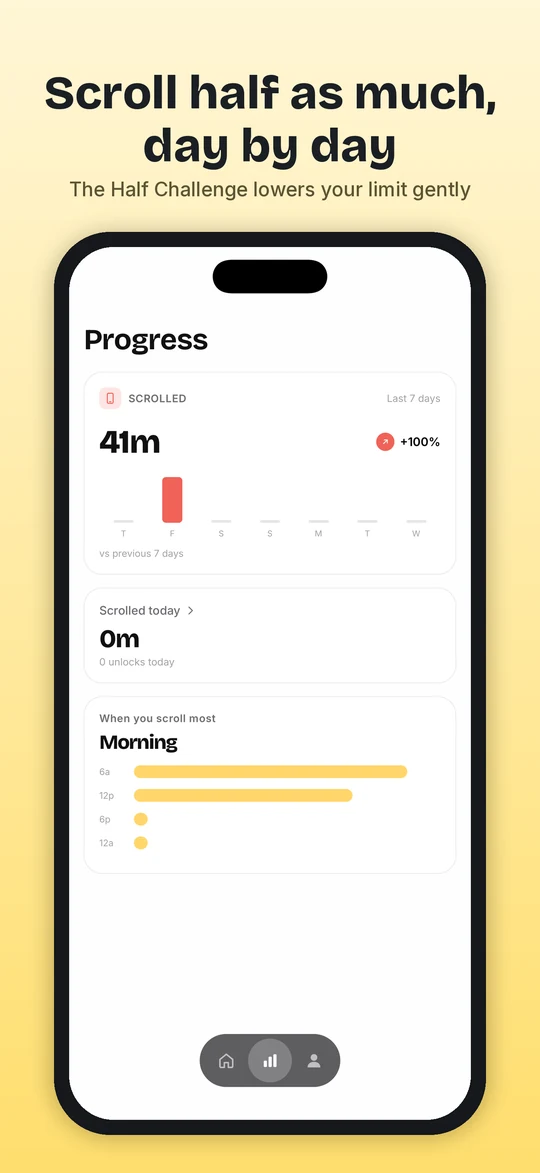 Scroll half as much,
day by day
The Half Challenge lowers your limit gently
Progress
SCROLLED
Last 7 days
41m
+100%
T F S S M T W
vs previous 7 days
Scrolled today
0m
0 unlocks today
When you scroll most
Morning
6a
12p
6p
12a